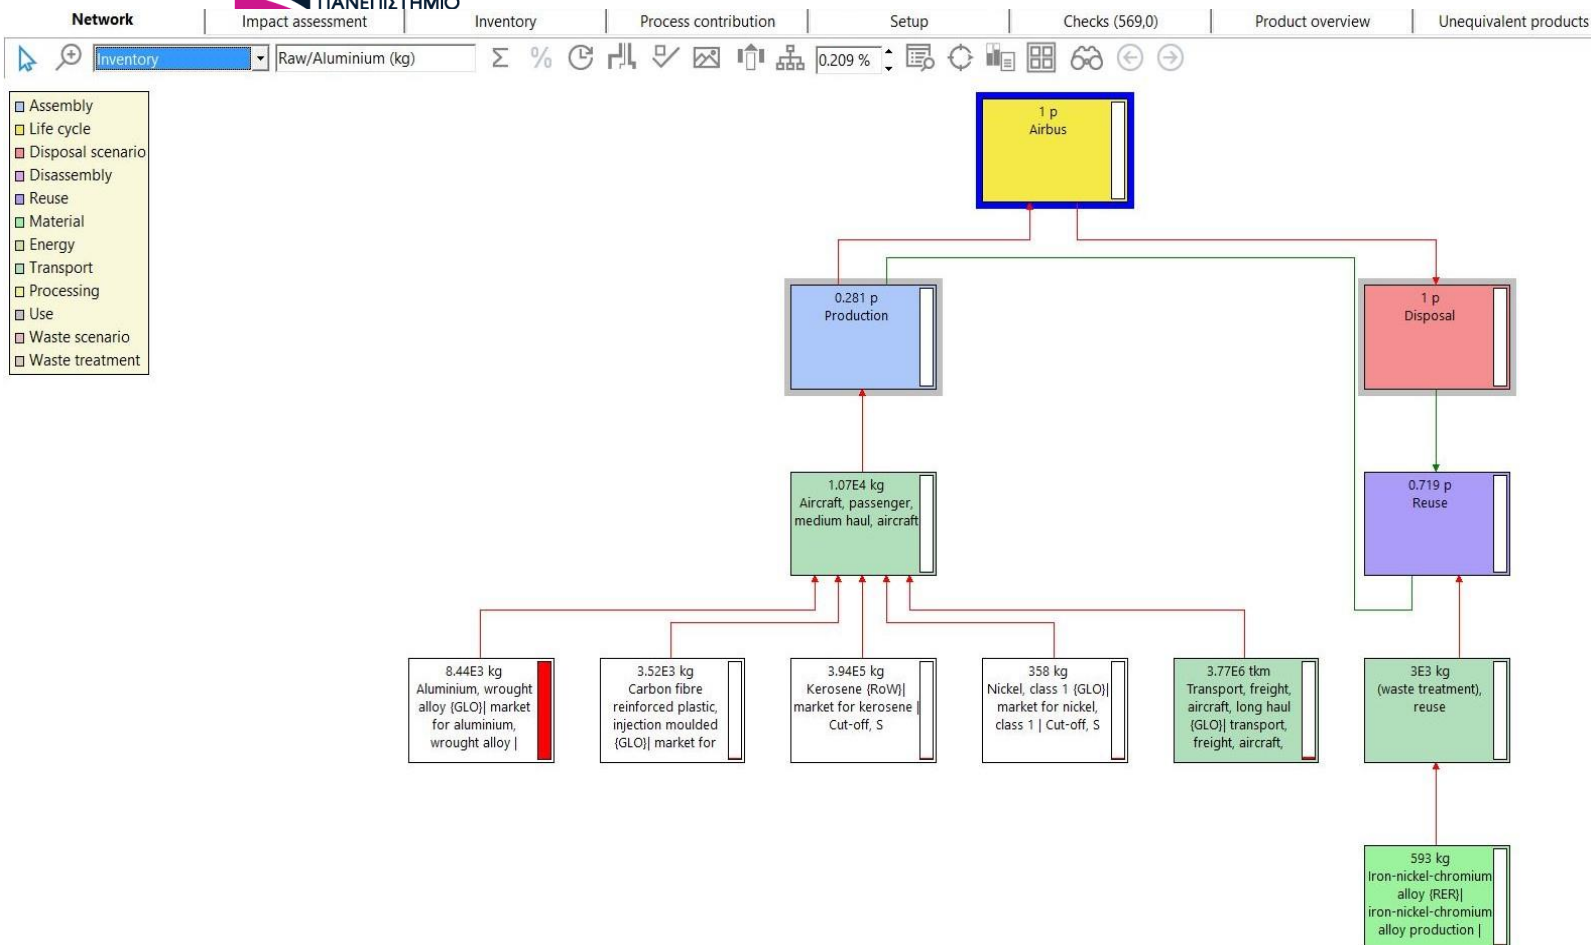 ΠΑΝΕΠΙΣΤΗΜΙΟ
Network
Impact assessment
Inventory
Process contribution
Setup
Checks (569,0)
Product overview
Unequivalent products
Inventory
Raw/Aluminium (kg)
Σ
%
0.209 %
Assembly
Life cycle
Disposal scenario
Disassembly
Reuse
Material
Energy
Transport
Processing
Use
Waste scenario
Waste treatment
1 p
Airbus
0.281 p
Production
1 p
Disposal
1.07E4 kg
Aircraft, passenger,
medium haul, aircraft
0.719 p
Reuse
8.44E3 kg
Aluminium, wrought
alloy {GLO}| market
for aluminium,
wrought alloy |
3.52E3 kg
Carbon fibre
reinforced plastic,
injection moulded
{GLO}| market for
3.94E5 kg
Kerosene {RoW}|
market for kerosene |
Cut-off, S
358 kg
Nickel, class 1 {GLO}|
market for nickel,
class 1 | Cut-off, S
3.77E6 tkm
Transport, freight,
aircraft, long haul
{GLO}| transport,
freight, aircraft,
3E3 kg
(waste treatment),
reuse
593 kg
Iron-nickel-chromium
alloy {RER}|
iron-nickel-chromium
alloy production |